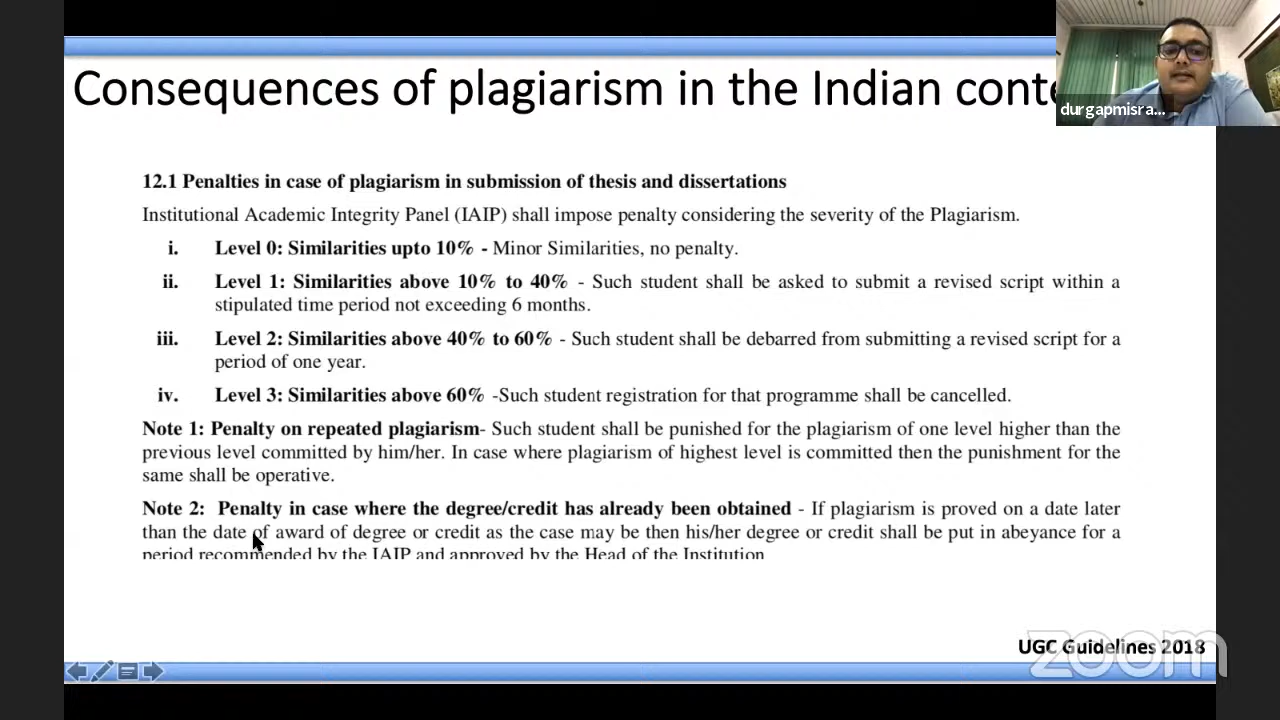 Consequences of plagiarism in the Indian conte
durgapmisra...
12.1 Penalties in case of plagiarism in submission of thesis and dissertations
Institutional Academic Integrity Panel (IAIP) shall impose penalty considering the severity of the Plagiarism.
i. Level 0: Similarities upto 10% - Minor Similarities, no penalty.
ii. Level 1: Similarities above 10% to 40% - Such student shall be asked to submit a revised script within a
stipulated time period not exceeding 6 months.
iii. Level 2: Similarities above 40% to 60% - Such student shall be debarred from submitting a revised script for a
period of one year.
iv. Level 3: Similarities above 60% -Such student registration for that programme shall be cancelled.
Note 1: Penalty on repeated plagiarism- Such student shall be punished for the plagiarism of one level higher than the
previous level committed by him/her. In case where plagiarism of highest level is committed then the punishment for the
same shall be operative.
Note 2: Penalty in case where the degree/credit has already been obtained - If plagiarism is proved on a date later
than the date of award of degree or credit as the case may be then his/her degree or credit shall be put in abeyance for a
period recommended by the IAIP and approved by the Head of the Institution
UGC Guidelines 2018
zoom